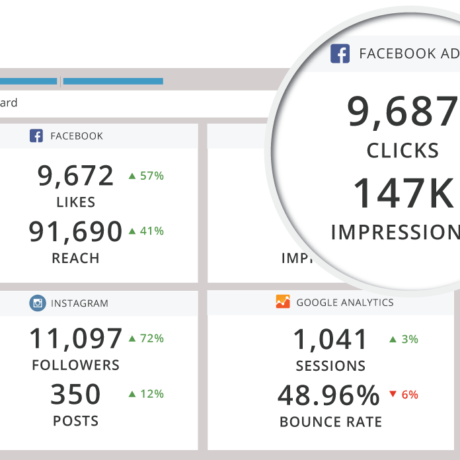 FACEBOOK AD
9,687
CLICKS
147K
IMPRESSION
ard
FACEBOOK
9,672 ▲ 57%
LIKES
91,690 ▲ 41%
REACH
IMP
INSTAGRAM
11,097 ▲ 72%
FOLLOWERS
350 ▲ 12%
POSTS
GOOGLE ANALYTICS
1,041 ▲ 3%
SESSIONS
48.96% ▼ 6%
BOUNCE RATE